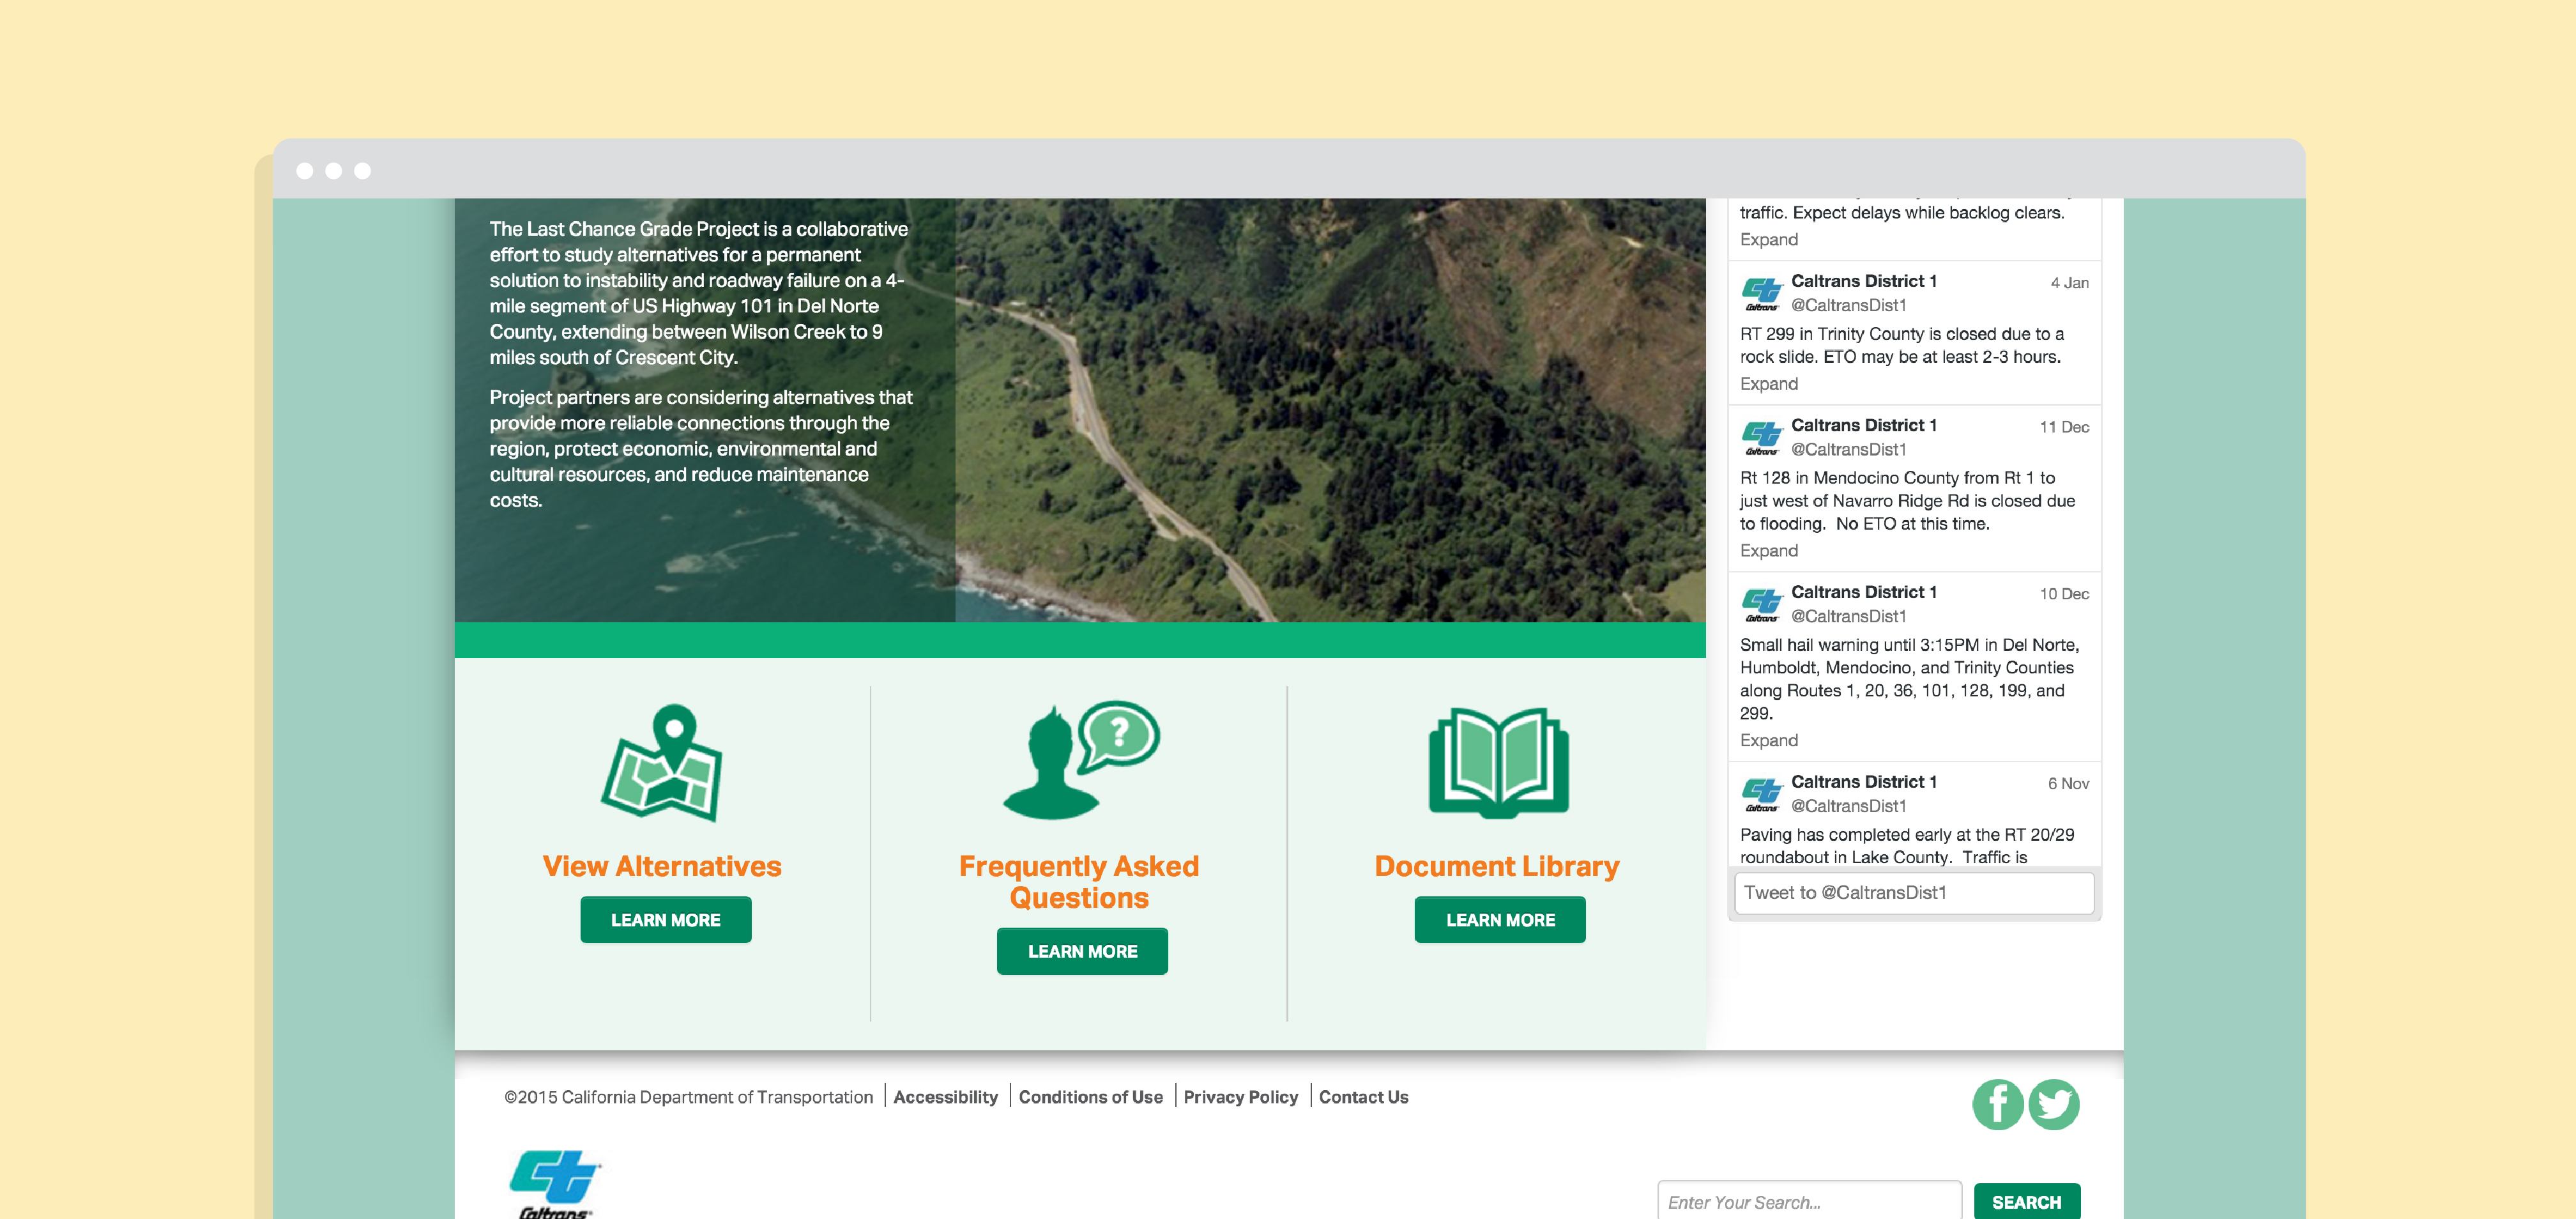 The Last Chance Grade Project is a collaborative
effort to study alternatives for a permanent
solution to instability and roadway failure on a 4-
mile segment of US Highway 101 in Del Norte
County, extending between Wilson Creek to 9
miles south of Crescent City.
Project partners are considering alternatives that
provide more reliable connections through the
region, protect economic, environmental and
cultural resources, and reduce maintenance
costs.
traffic. Expect delays while backlog clears.
Expand
Caltrans District 1
4 Jan
Caltrans
@CaltransDist1
RT 299 in Trinity County is closed due to a
rock slide. ETO may be at least 2-3 hours.
Expand
Caltrans District 1
11 Dec
Caltrans
@CaltransDist1
Rt 128 in Mendocino County from Rt 1 to
just west of Navarro Ridge Rd is closed due
to flooding.  No ETO at this time.
Expand
Caltrans District 1
10 Dec
Caltrans
@CaltransDist1
Small hail warning until 3:15PM in Del Norte,
Humboldt, Mendocino, and Trinity Counties
along Routes 1, 20, 36, 101, 128, 199, and
299.
Expand
Caltrans District 1
6 Nov
Caltrans
@CaltransDist1
Paving has completed early at the RT 20/29
roundabout in Lake County.  Traffic is
Tweet to @CaltransDist1
?
View Alternatives
LEARN MORE
Frequently Asked
Questions
LEARN MORE
Document Library
LEARN MORE
©2015 California Department of Transportation
Accessibility
Conditions of Use
Privacy Policy
Contact Us
Caltrans
Enter Your Search...
SEARCH